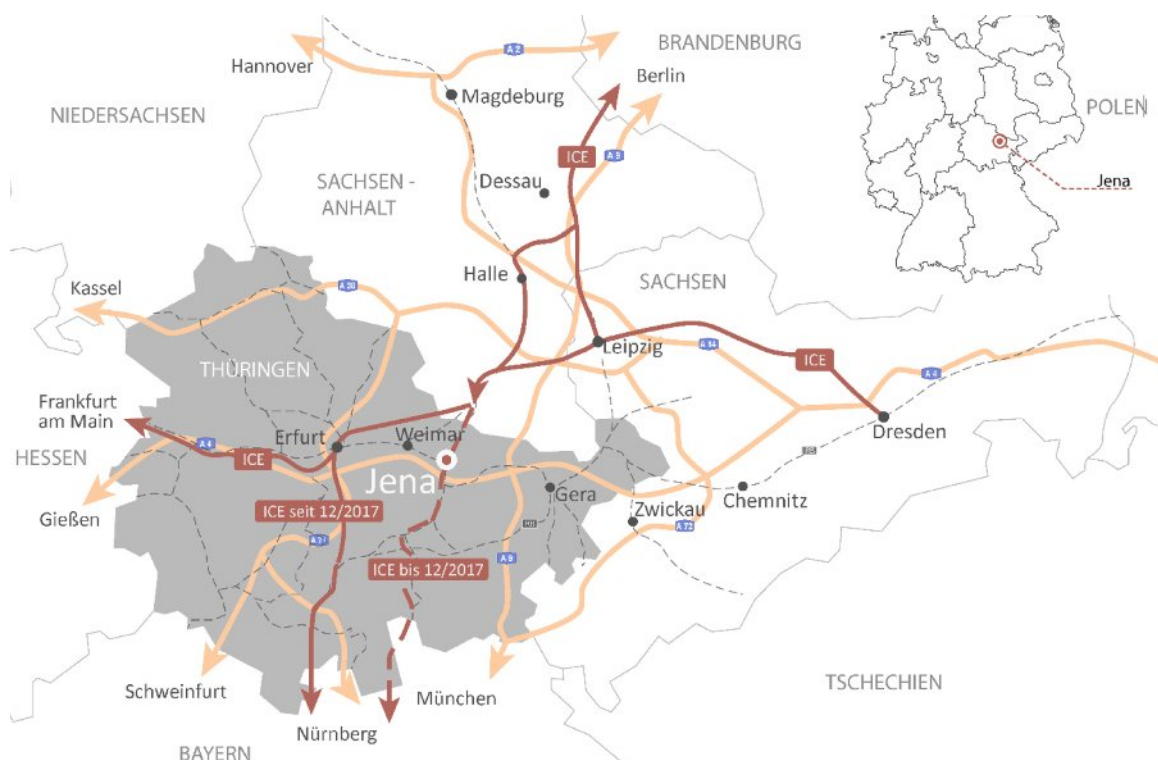 A 2
BRANDENBURG
Hannover
Berlin
NIEDERSACHSEN
Magdeburg
POLEN
ICE
A 9
SACHSEN -
ANHALT
Dessau
Jena
Halle
SACHSEN
Kassel
A 38
Leipzig
A 14
ICE
THÜRINGEN
A 4
Frankfurt
am Main
Erfurt
Weimar
Dresden
A 4
HESSEN
ICE
Jena
Gera
Chemnitz
Gießen
ICE seit 12/2017
Zwickau
A 72
A 71
ICE bis 12/2017
A 9
Schweinfurt
München
TSCHECHIEN
Nürnberg
BAYERN